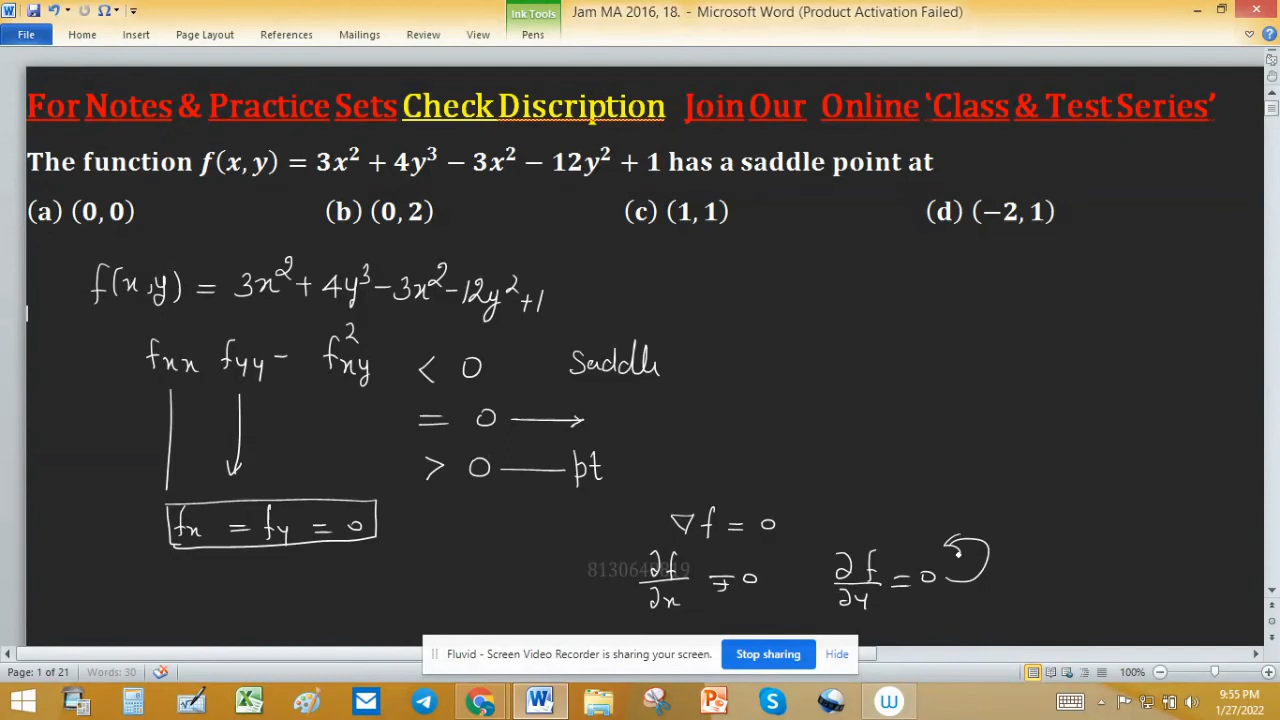 Jam MA 2016, 18. - Microsoft Word (Product Activation Failed)
Ink Tools
File Home Insert Page Layout References Mailings Review View Pens
For Notes & Practice Sets Check Discription Join Our Online ‘Class & Test Series’
The function f(x, y) = 3x² + 4y³ − 3x² − 12y² + 1 has a saddle point at
(a) (0, 0) (b) (0, 2) (c) (1, 1) (d) (−2, 1)
f(x,y) = 3x² + 4y³ − 3x² − 12y² + 1
fxx fyy − f²xy < 0 Saddle
= 0 →
> 0 — pt
fx = fy = 0
∇f = 0
8130648819
∂f/∂x = 0 ∂f/∂y = 0
Fluvid - Screen Video Recorder is sharing your screen. Stop sharing Hide
Page: 1 of 21 Words: 30 100%
9:55 PM
1/27/2022